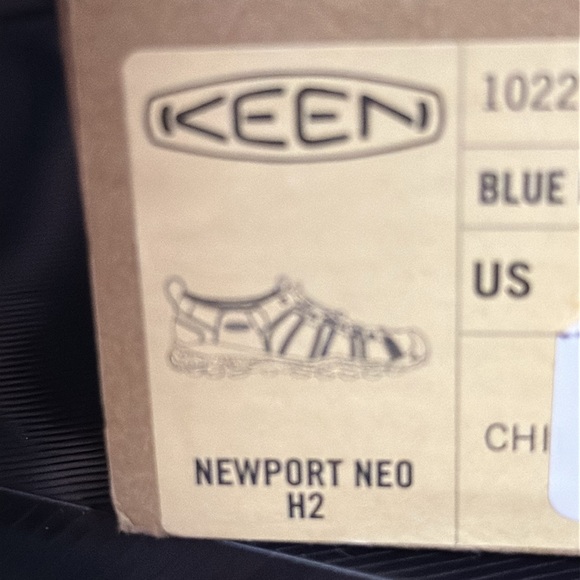 KEEN
1022
BLUE
US
CHI
NEWPORT NEO
H2